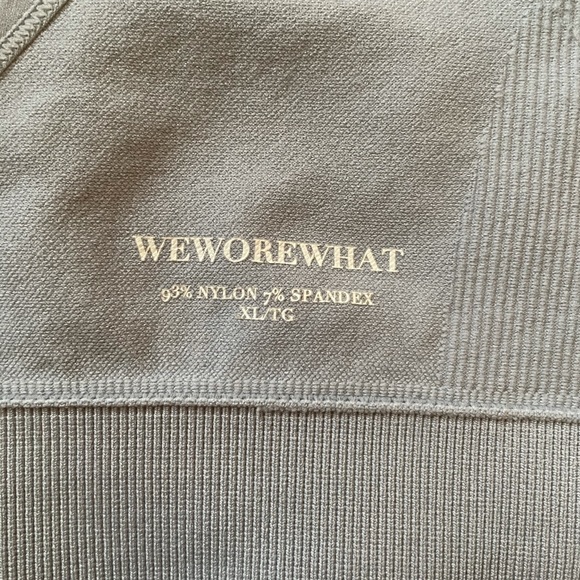 WEWOREWHAT
93% NYLON 7% SPANDEX
XL/TG